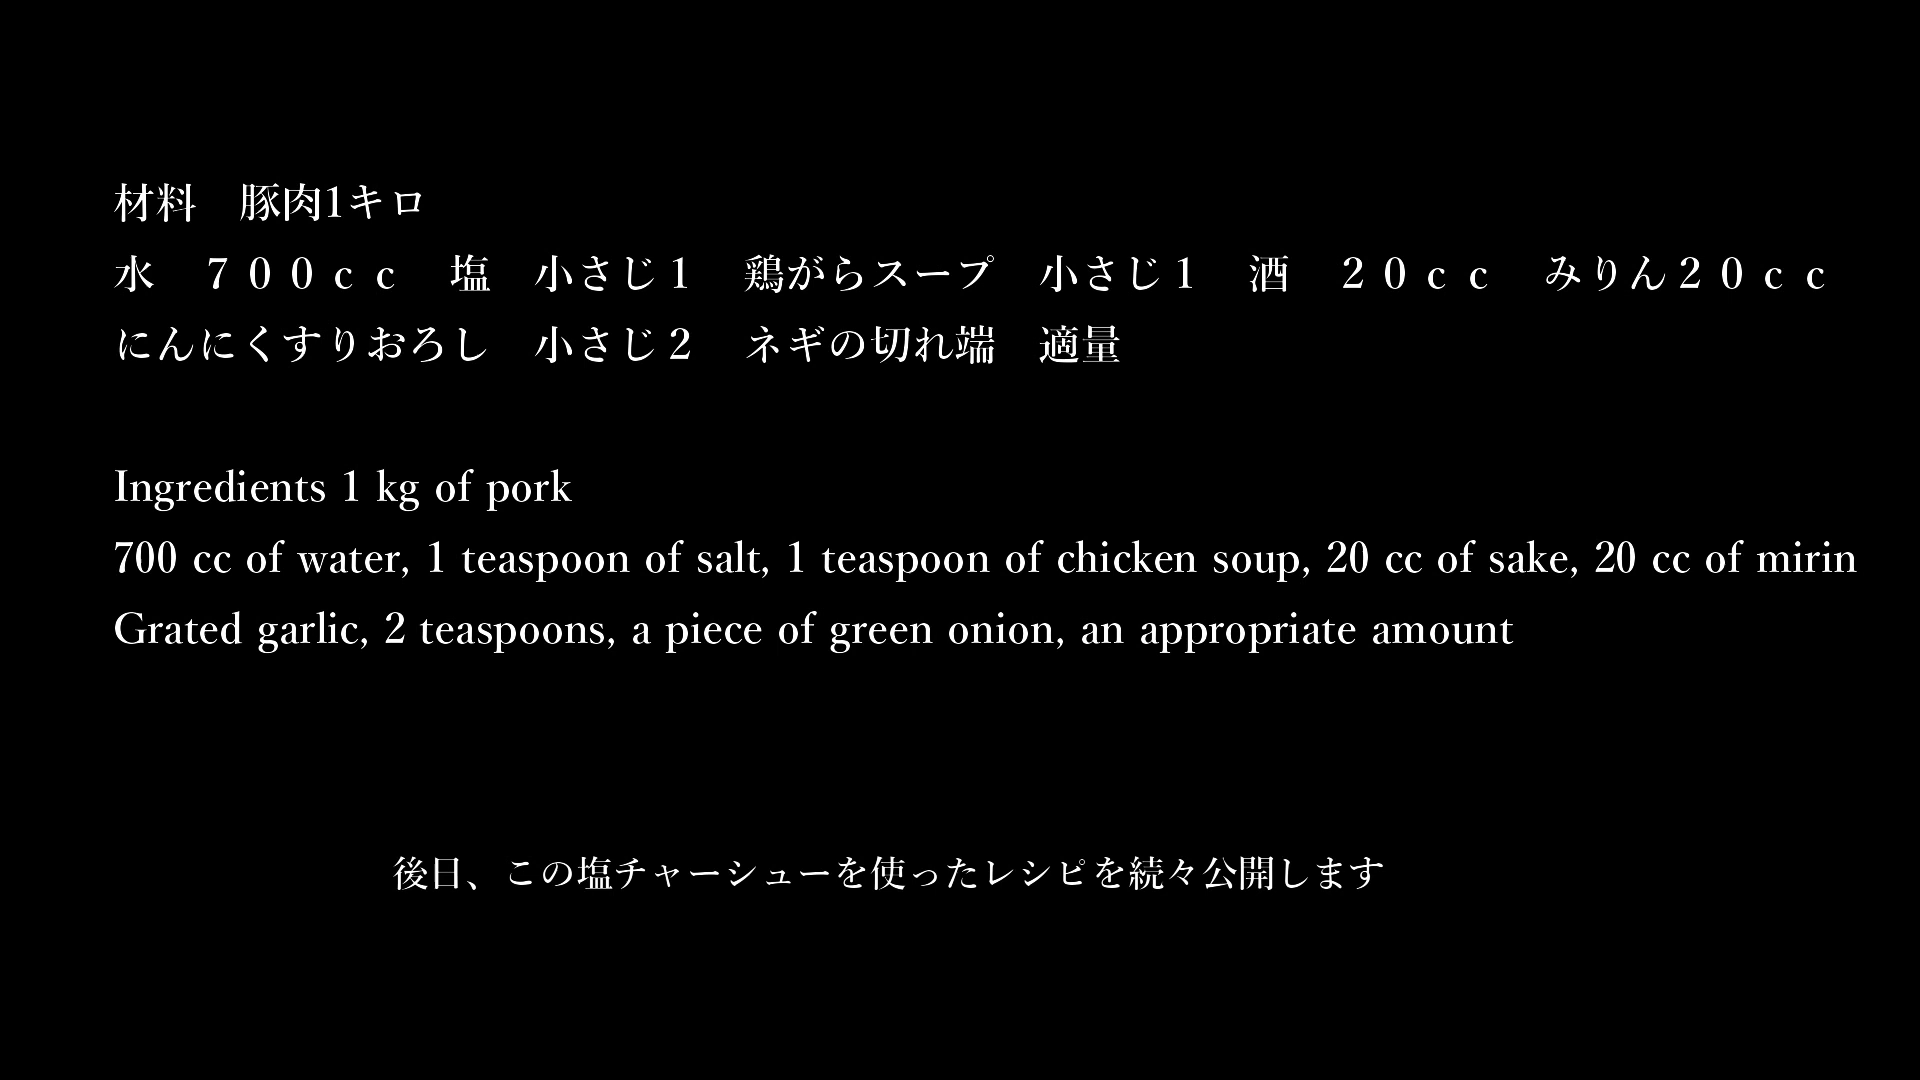 材料　豚肉1キロ
水　７００ｃｃ　塩　小さじ１　鶏がらスープ　小さじ１　酒　２０ｃｃ　みりん２０ｃｃ
にんにくすりおろし　小さじ２　ネギの切れ端　適量
Ingredients 1 kg of pork
700 cc of water, 1 teaspoon of salt, 1 teaspoon of chicken soup, 20 cc of sake, 20 cc of mirin
Grated garlic, 2 teaspoons, a piece of green onion, an appropriate amount
後日、この塩チャーシューを使ったレシピを続々公開します